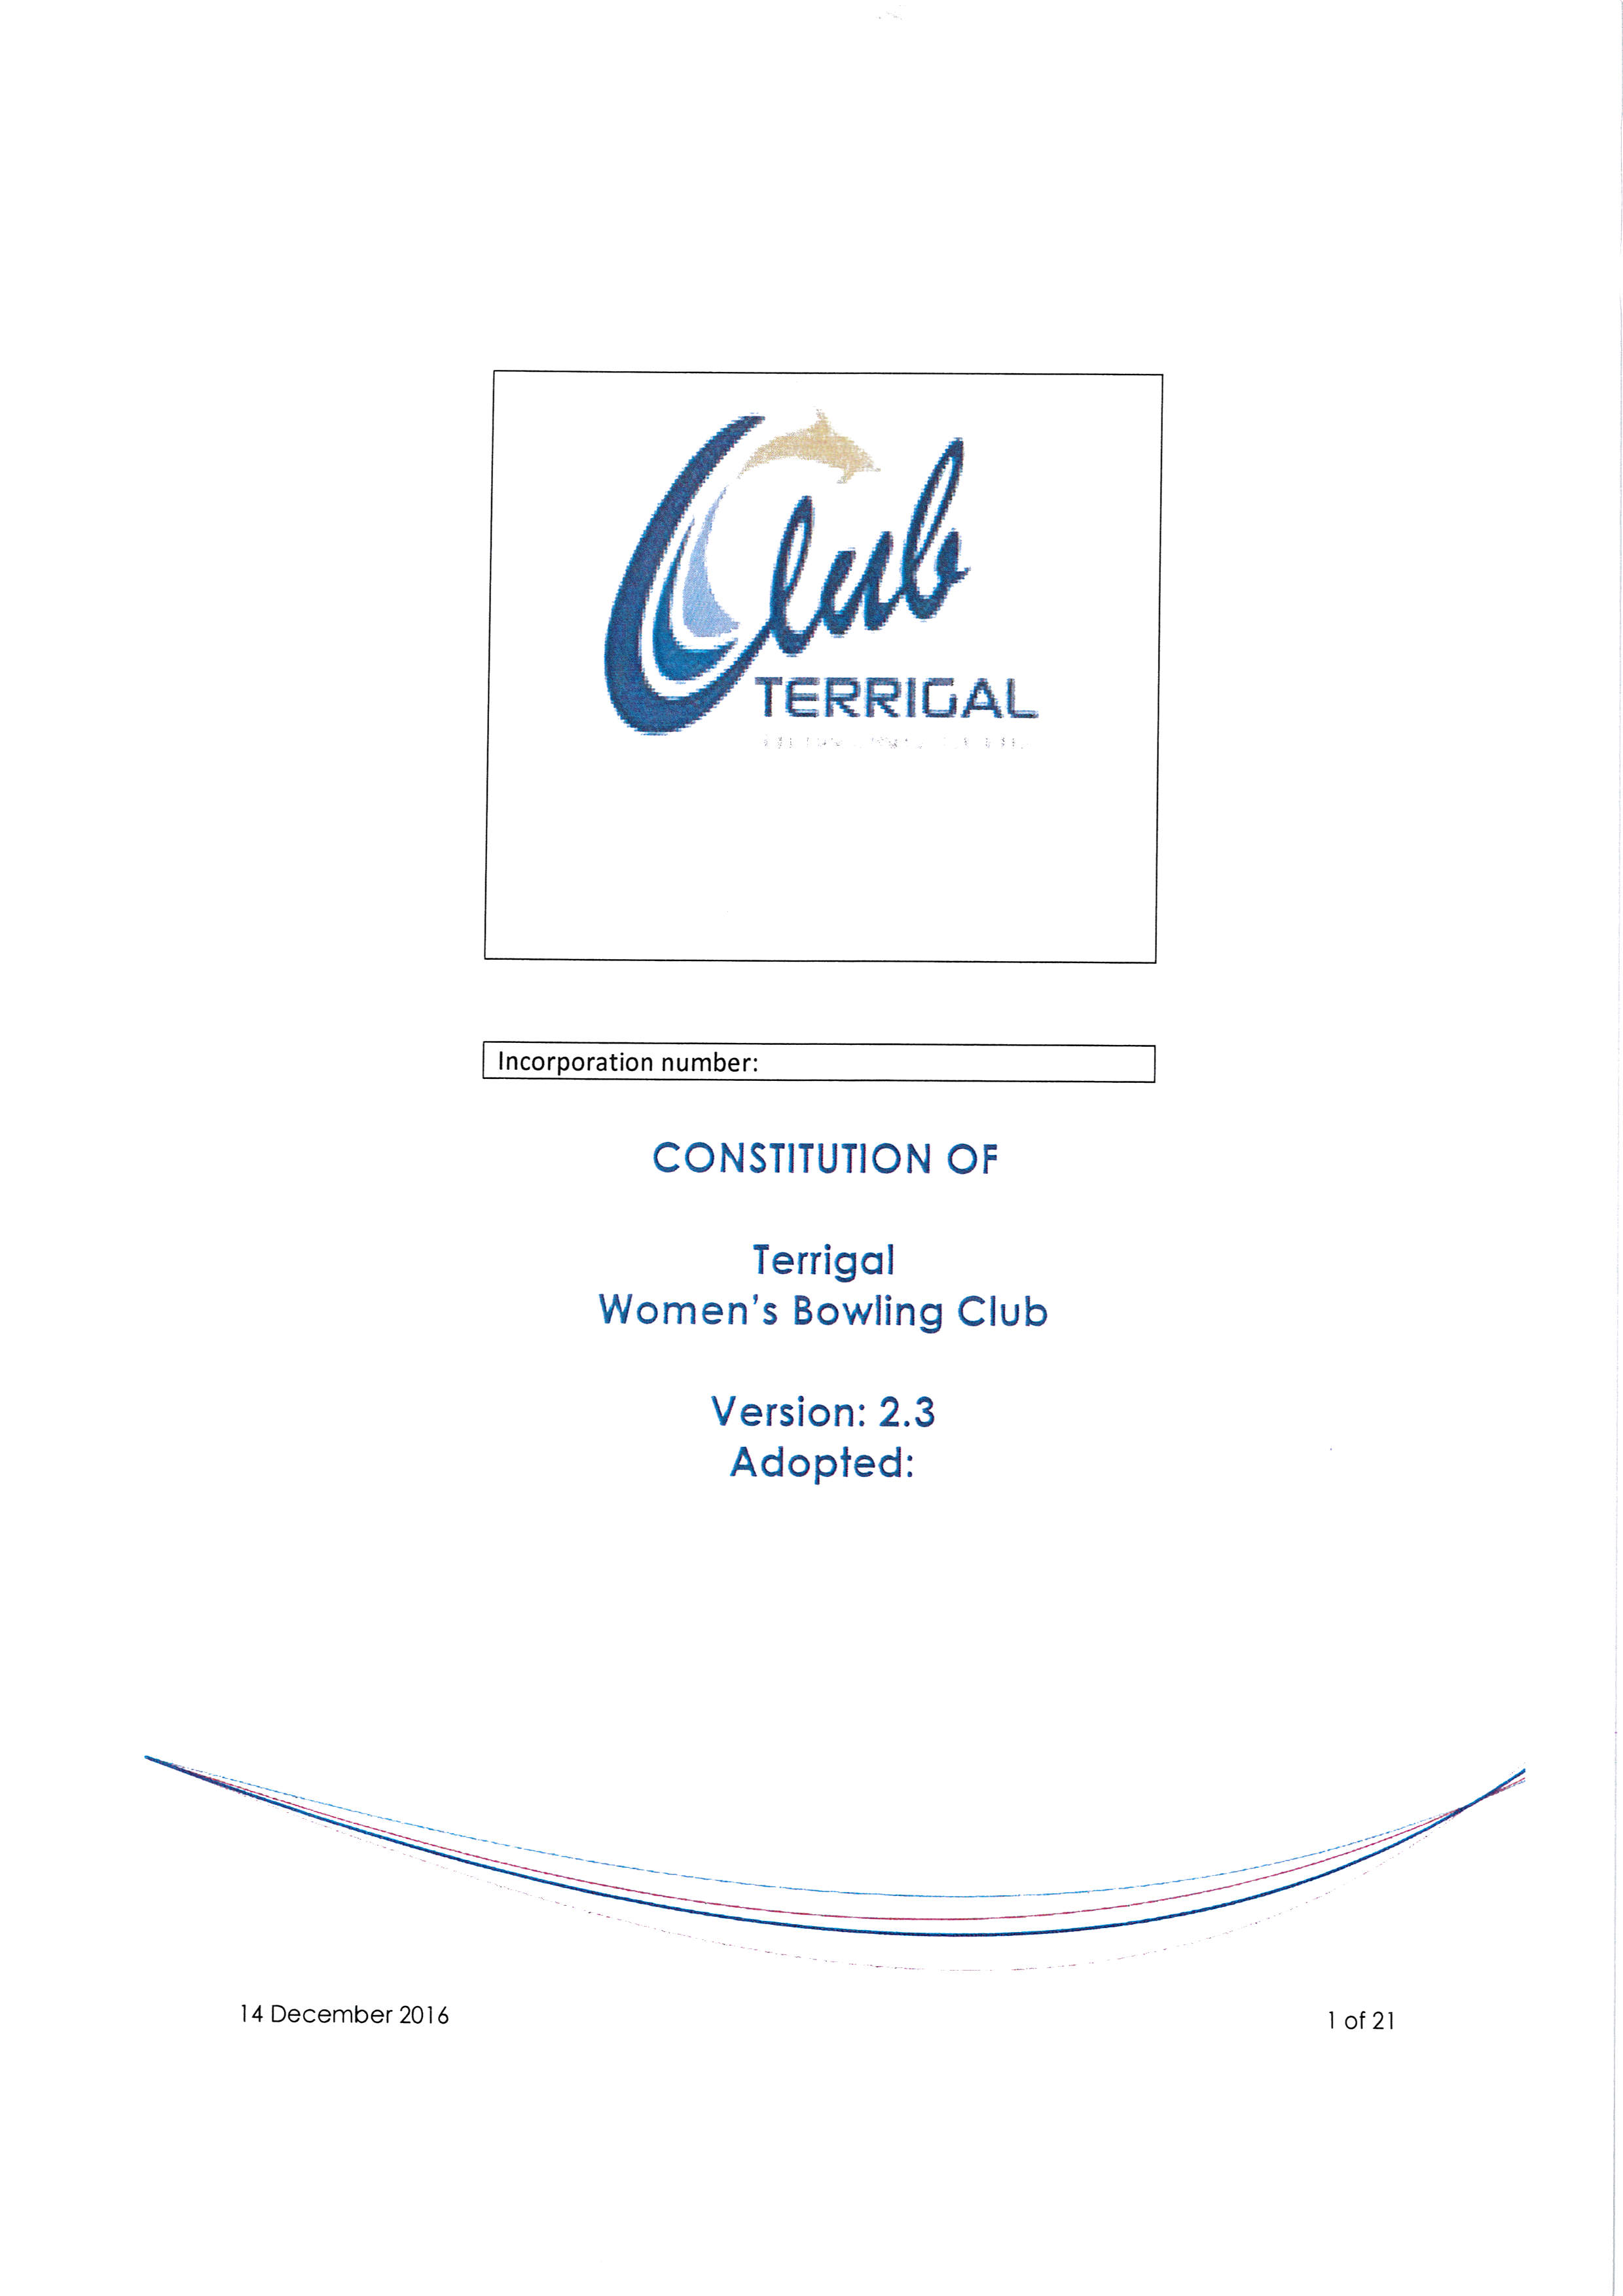 Club
TERRIGAL
Incorporation number:
CONSTITUTION OF
Terrigal
Women's Bowling Club
Version: 2.3
Adopted:
14 December 2016
1 of 21